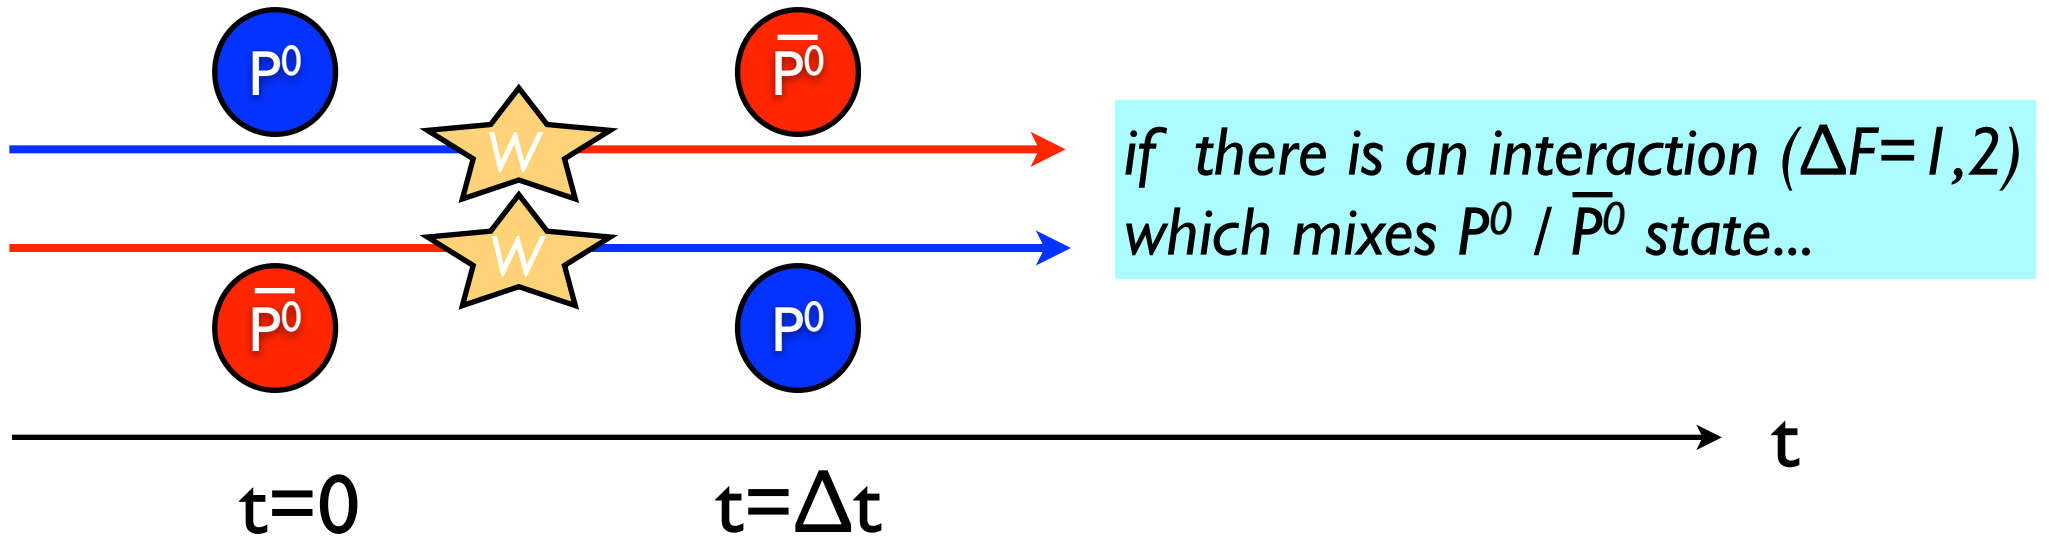 P⁰
P̅⁰
W
if there is an interaction (ΔF=1,2)
which mixes P⁰ / P̅⁰ state...
W
P̅⁰
P⁰
t
t=0
t=Δt